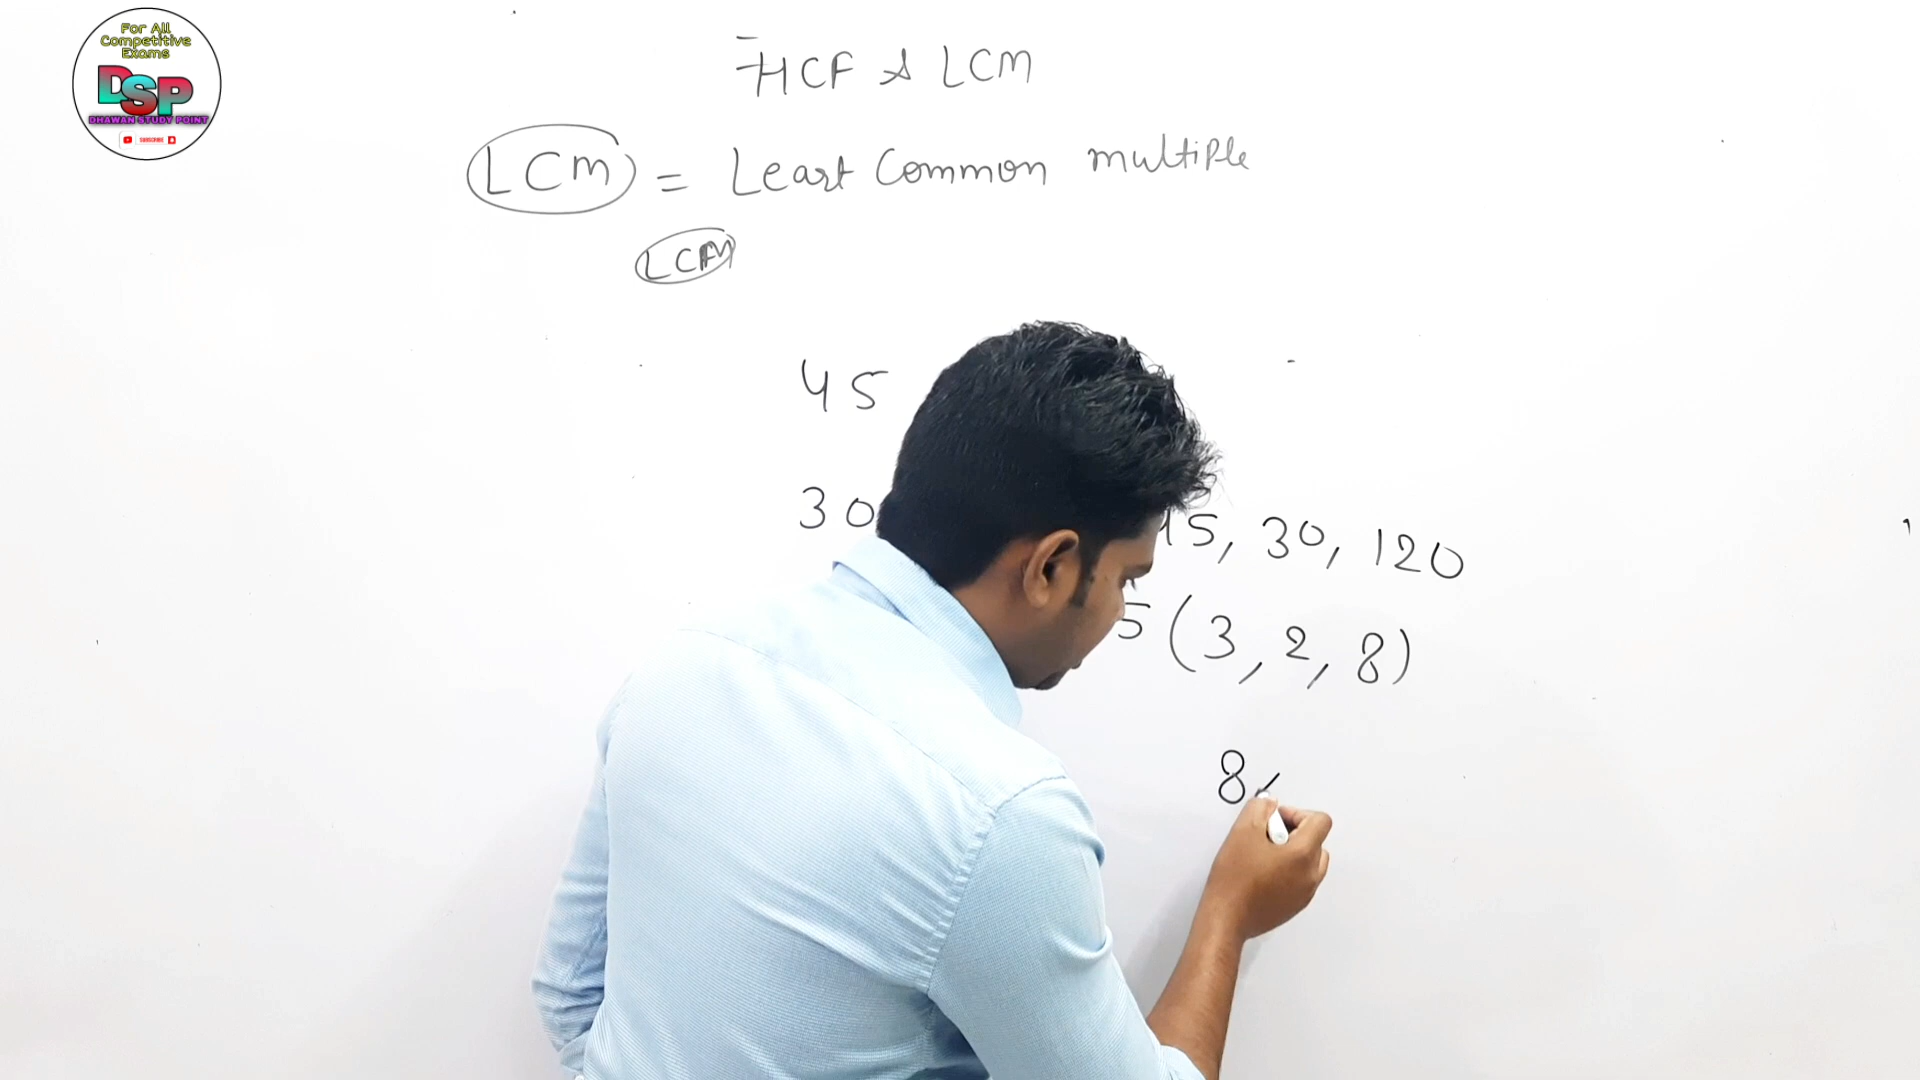 For All
Competitive
Exams
DSP
DHAWAN STUDY POINT
SUBSCRIBE
HCF & LCM
LCM = Least Common multiple
LCM
45
30
15, 30, 120
5 (3, 2, 8)
8